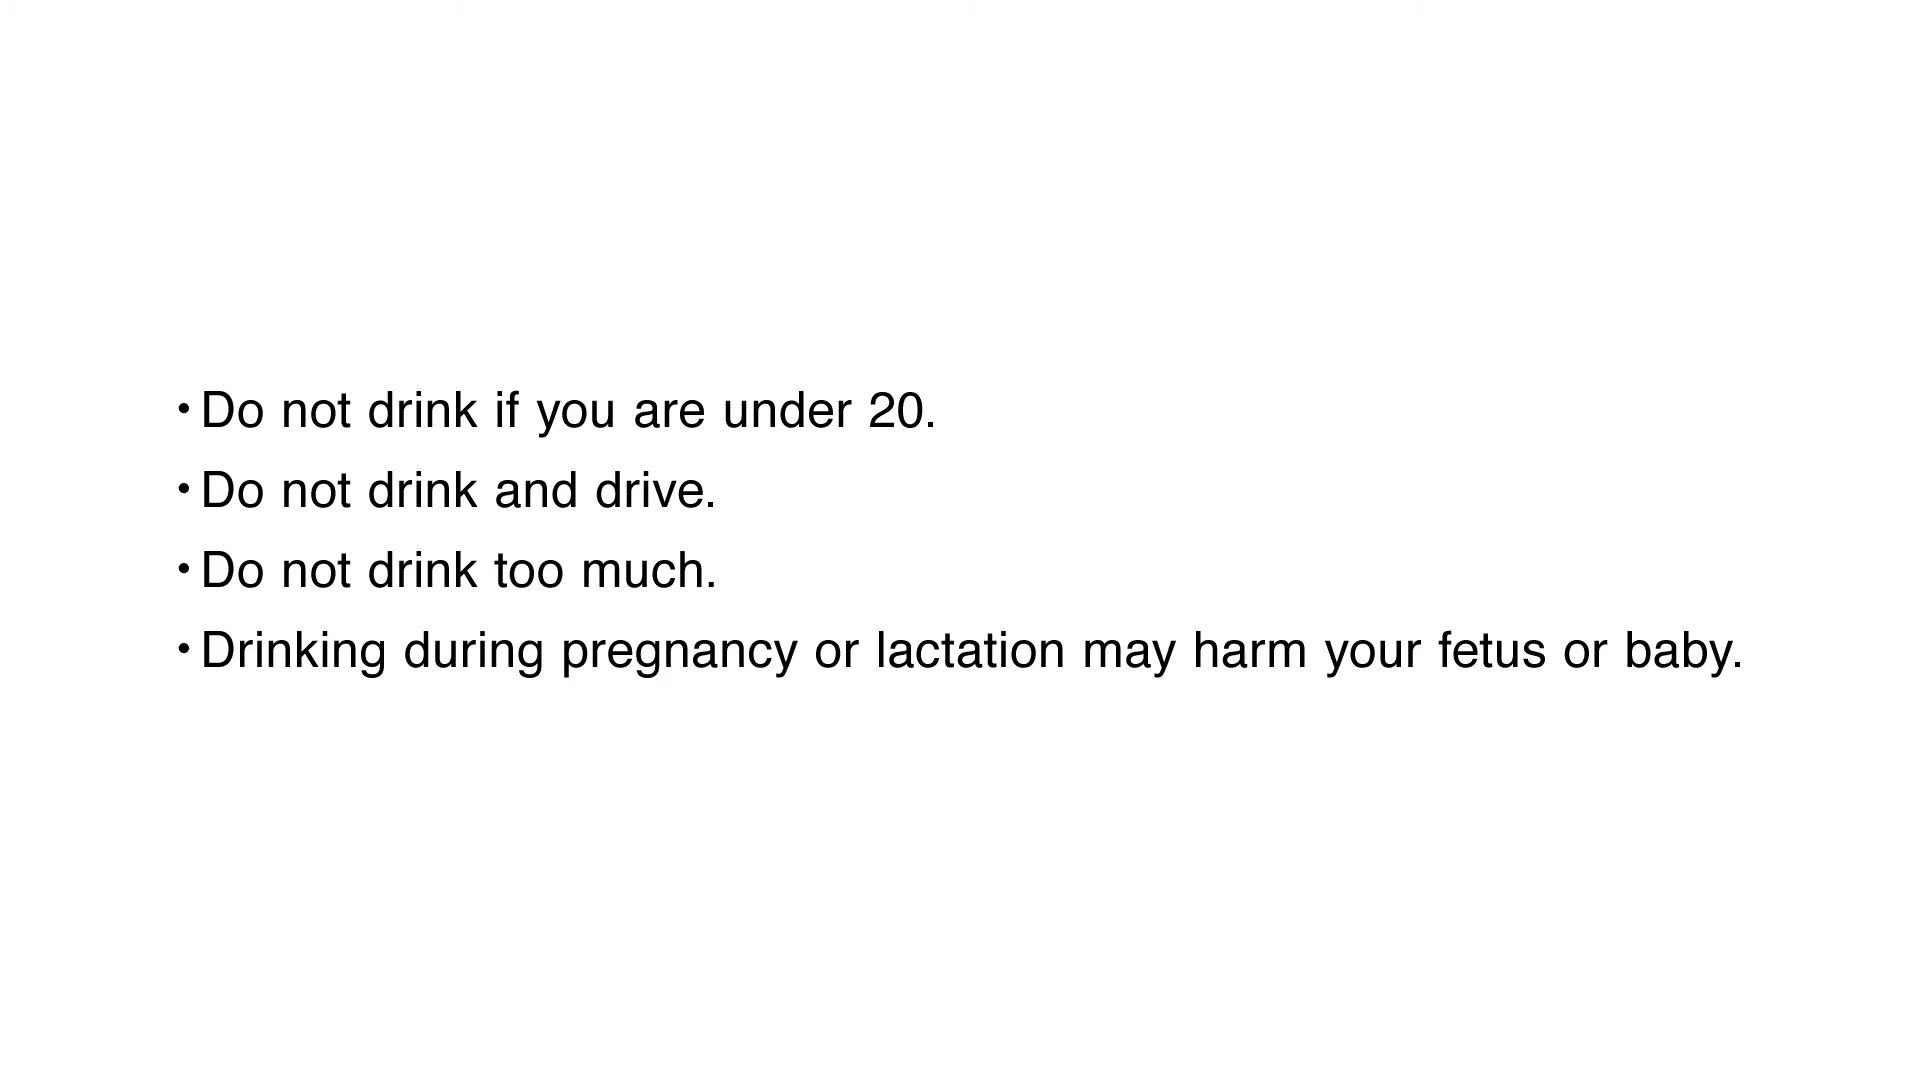 • Do not drink if you are under 20.
• Do not drink and drive.
• Do not drink too much.
• Drinking during pregnancy or lactation may harm your fetus or baby.